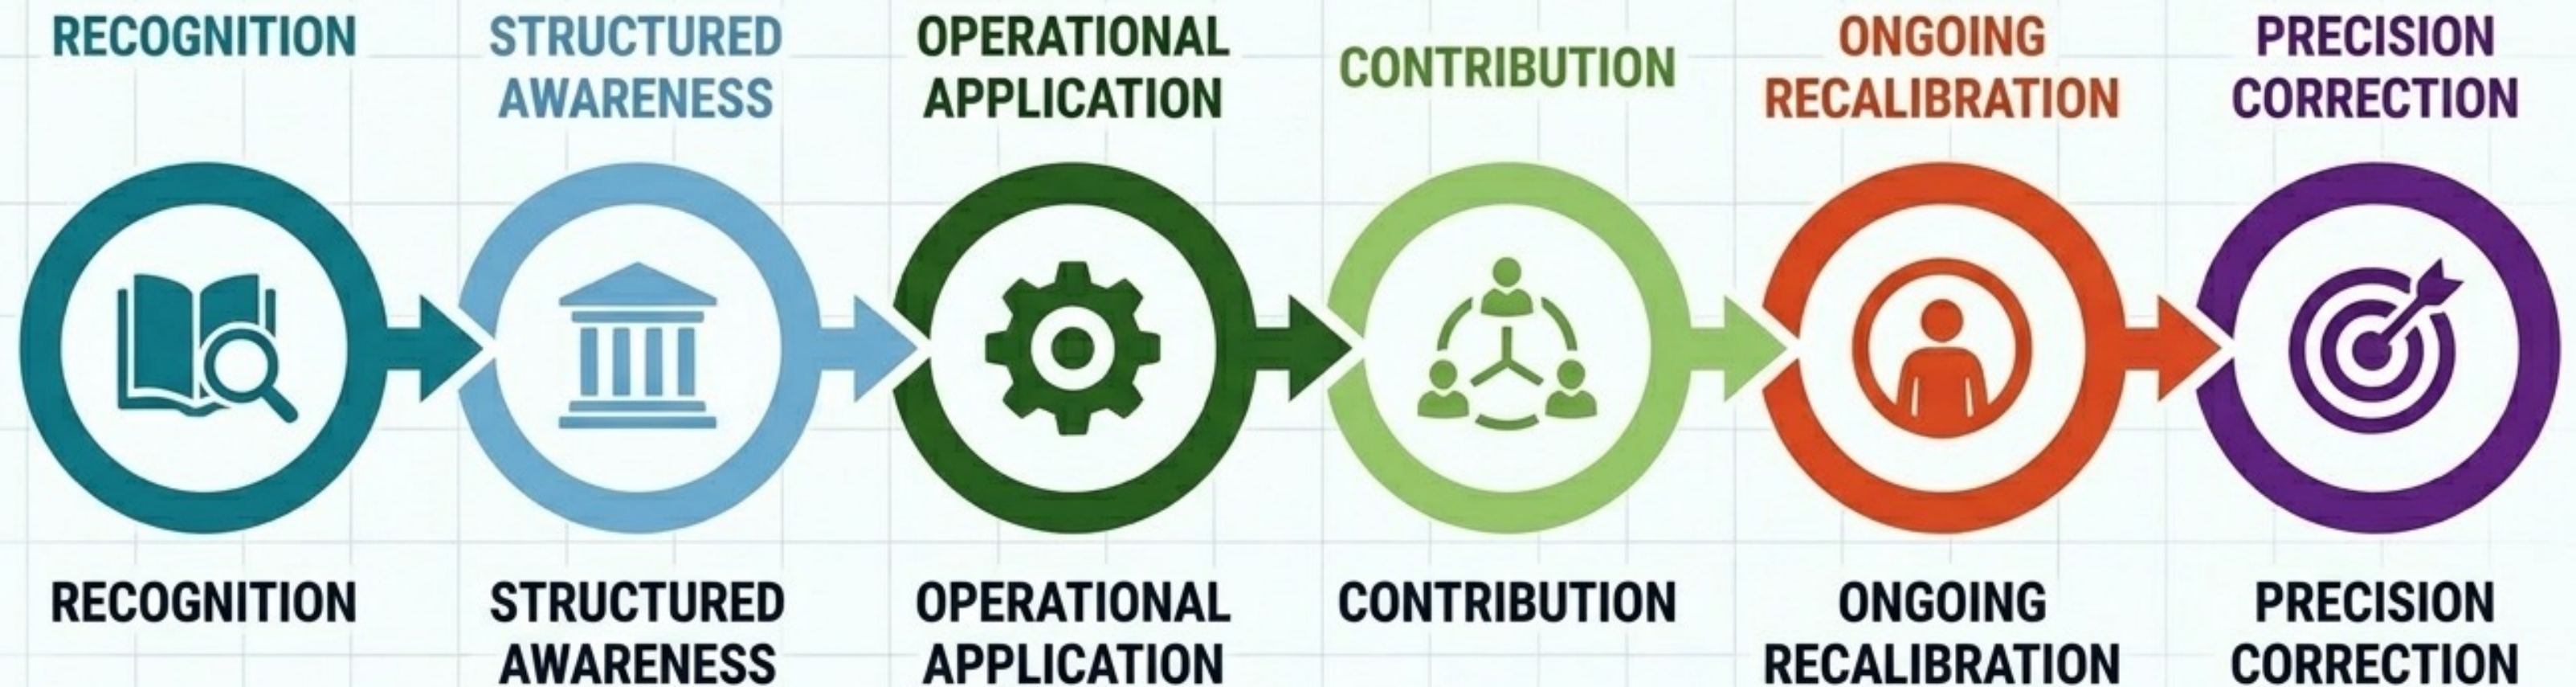 RECOGNITION
STRUCTURED
AWARENESS
OPERATIONAL
APPLICATION
CONTRIBUTION
ONGOING
RECALIBRATION
PRECISION
CORRECTION
RECOGNITION
STRUCTURED
AWARENESS
OPERATIONAL
APPLICATION
CONTRIBUTION
ONGOING
RECALIBRATION
PRECISION
CORRECTION